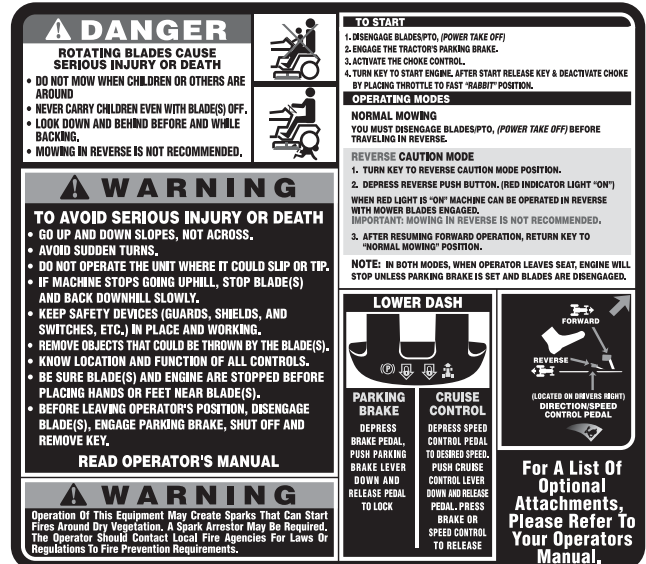 DANGER
ROTATING BLADES CAUSE
SERIOUS INJURY OR DEATH
• DO NOT MOW WHEN CHILDREN OR OTHERS ARE
AROUND
• NEVER CARRY CHILDREN EVEN WITH BLADE(S) OFF.
• LOOK DOWN AND BEHIND BEFORE AND WHILE
BACKING.
• MOWING IN REVERSE IS NOT RECOMMENDED.
WARNING
TO AVOID SERIOUS INJURY OR DEATH
• GO UP AND DOWN SLOPES, NOT ACROSS.
• AVOID SUDDEN TURNS.
• DO NOT OPERATE THE UNIT WHERE IT COULD SLIP OR TIP.
• IF MACHINE STOPS GOING UPHILL, STOP BLADE(S)
AND BACK DOWNHILL SLOWLY.
• KEEP SAFETY DEVICES (GUARDS, SHIELDS, AND
SWITCHES, ETC.) IN PLACE AND WORKING.
• REMOVE OBJECTS THAT COULD BE THROWN BY THE BLADE(S).
• KNOW LOCATION AND FUNCTION OF ALL CONTROLS.
• BE SURE BLADE(S) AND ENGINE ARE STOPPED BEFORE
PLACING HANDS OR FEET NEAR BLADE(S).
• BEFORE LEAVING OPERATOR'S POSITION, DISENGAGE
BLADE(S), ENGAGE PARKING BRAKE, SHUT OFF AND
REMOVE KEY.
READ OPERATOR'S MANUAL
WARNING
Operation Of This Equipment May Create Sparks That Can Start
Fires Around Dry Vegetation. A Spark Arrestor May Be Required.
The Operator Should Contact Local Fire Agencies For Laws Or
Regulations To Fire Prevention Requirements.
TO START
1. DISENGAGE BLADES/PTO, (POWER TAKE OFF)
2. ENGAGE THE TRACTOR'S PARKING BRAKE.
3. ACTIVATE THE CHOKE CONTROL.
4. TURN KEY TO START ENGINE. AFTER START RELEASE KEY & DEACTIVATE CHOKE
BY PLACING THROTTLE TO FAST "RABBIT" POSITION.
OPERATING MODES
NORMAL MOWING
YOU MUST DISENGAGE BLADES/PTO, (POWER TAKE OFF) BEFORE
TRAVELING IN REVERSE.
REVERSE CAUTION MODE
1. TURN KEY TO REVERSE CAUTION MODE POSITION.
2. DEPRESS REVERSE PUSH BUTTON. (RED INDICATOR LIGHT "ON")
WHEN RED LIGHT IS "ON" MACHINE CAN BE OPERATED IN REVERSE
WITH MOWER BLADES ENGAGED.
IMPORTANT: MOWING IN REVERSE IS NOT RECOMMENDED.
3. AFTER RESUMING FORWARD OPERATION, RETURN KEY TO
"NORMAL MOWING" POSITION.
NOTE: IN BOTH MODES, WHEN OPERATOR LEAVES SEAT, ENGINE WILL
STOP UNLESS PARKING BRAKE IS SET AND BLADES ARE DISENGAGED.
LOWER DASH
(P)
PARKING
BRAKE
DEPRESS
BRAKE PEDAL,
PUSH PARKING
BRAKE LEVER
DOWN AND
RELEASE PEDAL
TO LOCK
CRUISE
CONTROL
DEPRESS SPEED
CONTROL PEDAL
TO DESIRED SPEED.
PUSH CRUISE
CONTROL LEVER
DOWN AND RELEASE
PEDAL. PRESS
BRAKE OR
SPEED CONTROL
TO RELEASE
FORWARD
REVERSE
(LOCATED ON DRIVERS RIGHT)
DIRECTION/SPEED
CONTROL PEDAL
For A List Of
Optional
Attachments,
Please Refer To
Your Operators
Manual.